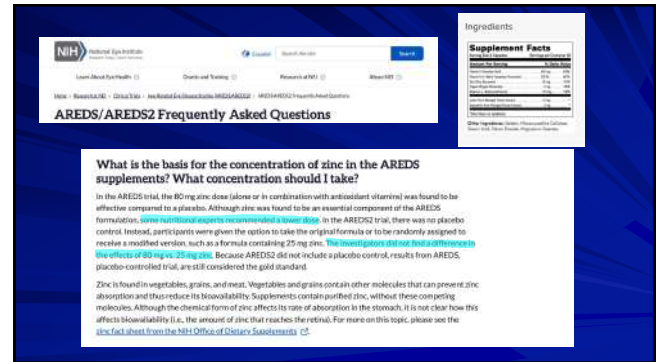 NIH National Eye Institute
Español
Search the site
Search
Learn About Eye Health
Grants and Training
Research at NEI
About NEI
AREDS/AREDS2 Frequently Asked Questions
Ingredients
Supplement Facts
Amount Per Serving
% Daily Value
What is the basis for the concentration of zinc in the AREDS
supplements? What concentration should I take?
In the AREDS trial, the 80 mg zinc dose (alone or in combination with antioxidant vitamins) was found to be
effective compared to a placebo. Although zinc was found to be an essential component of the AREDS
formulation, some nutritional experts recommended a lower dose. In the AREDS2 trial, there was no placebo
control. Instead, participants were given the option to take the original formula or to be randomly assigned to
receive a modified version, such as a formula containing 25 mg zinc. The investigators did not find a difference in
the effects of 80 mg vs. 25 mg zinc. Because AREDS2 did not include a placebo control, results from AREDS,
placebo-controlled trial, are still considered the gold standard.
Zinc is found in vegetables, grains, and meat. Vegetables and grains contain other molecules that can prevent zinc
absorption and thus reduce its bioavailability. Supplements contain purified zinc, without these competing
molecules. Although the chemical form of zinc affects its rate of absorption in the stomach, it is not clear how this
affects bioavailability (i.e., the amount of zinc that reaches the retina). For more on this topic, please see the
zinc fact sheet from the NIH Office of Dietary Supplements